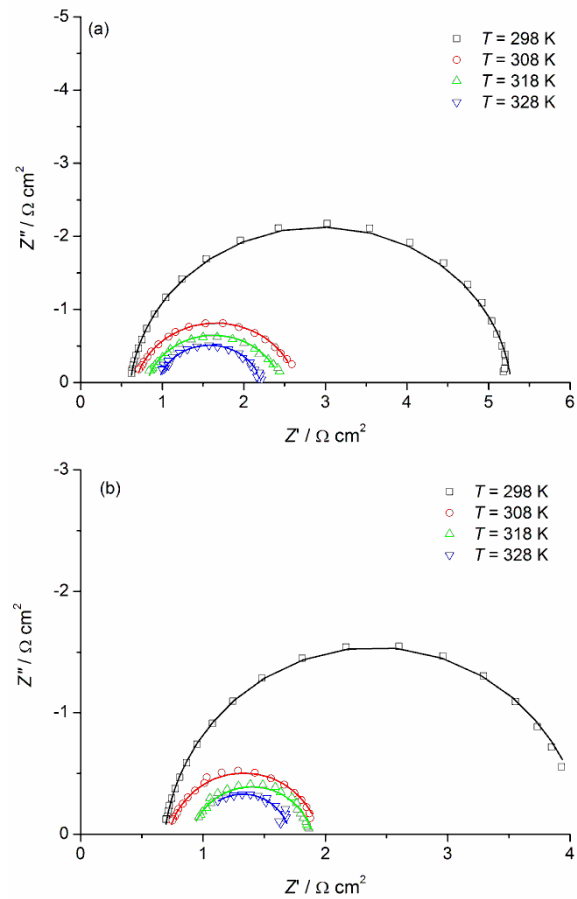 (a)
T = 298 K
T = 308 K
T = 318 K
T = 328 K
-5
-4
-3
-2
-1
0
Z" / Ω cm²
0 1 2 3 4 5 6
Z' / Ω cm²
(b)
T = 298 K
T = 308 K
T = 318 K
T = 328 K
-3
-2
-1
0
Z" / Ω cm²
0 1 2 3 4
Z' / Ω cm²